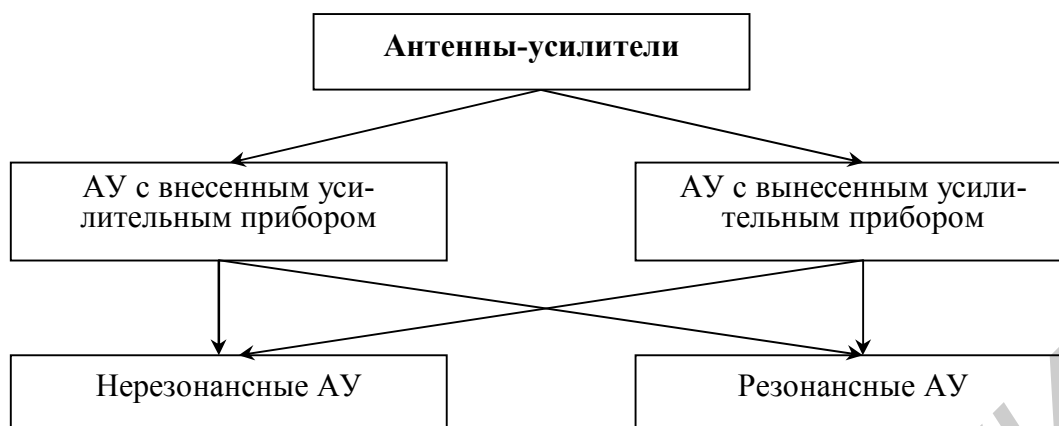 Антенны-усилители
АУ с внесенным уси-
лительным прибором
АУ с вынесенным усили-
тельным прибором
Нерезонансные АУ
Резонансные АУ